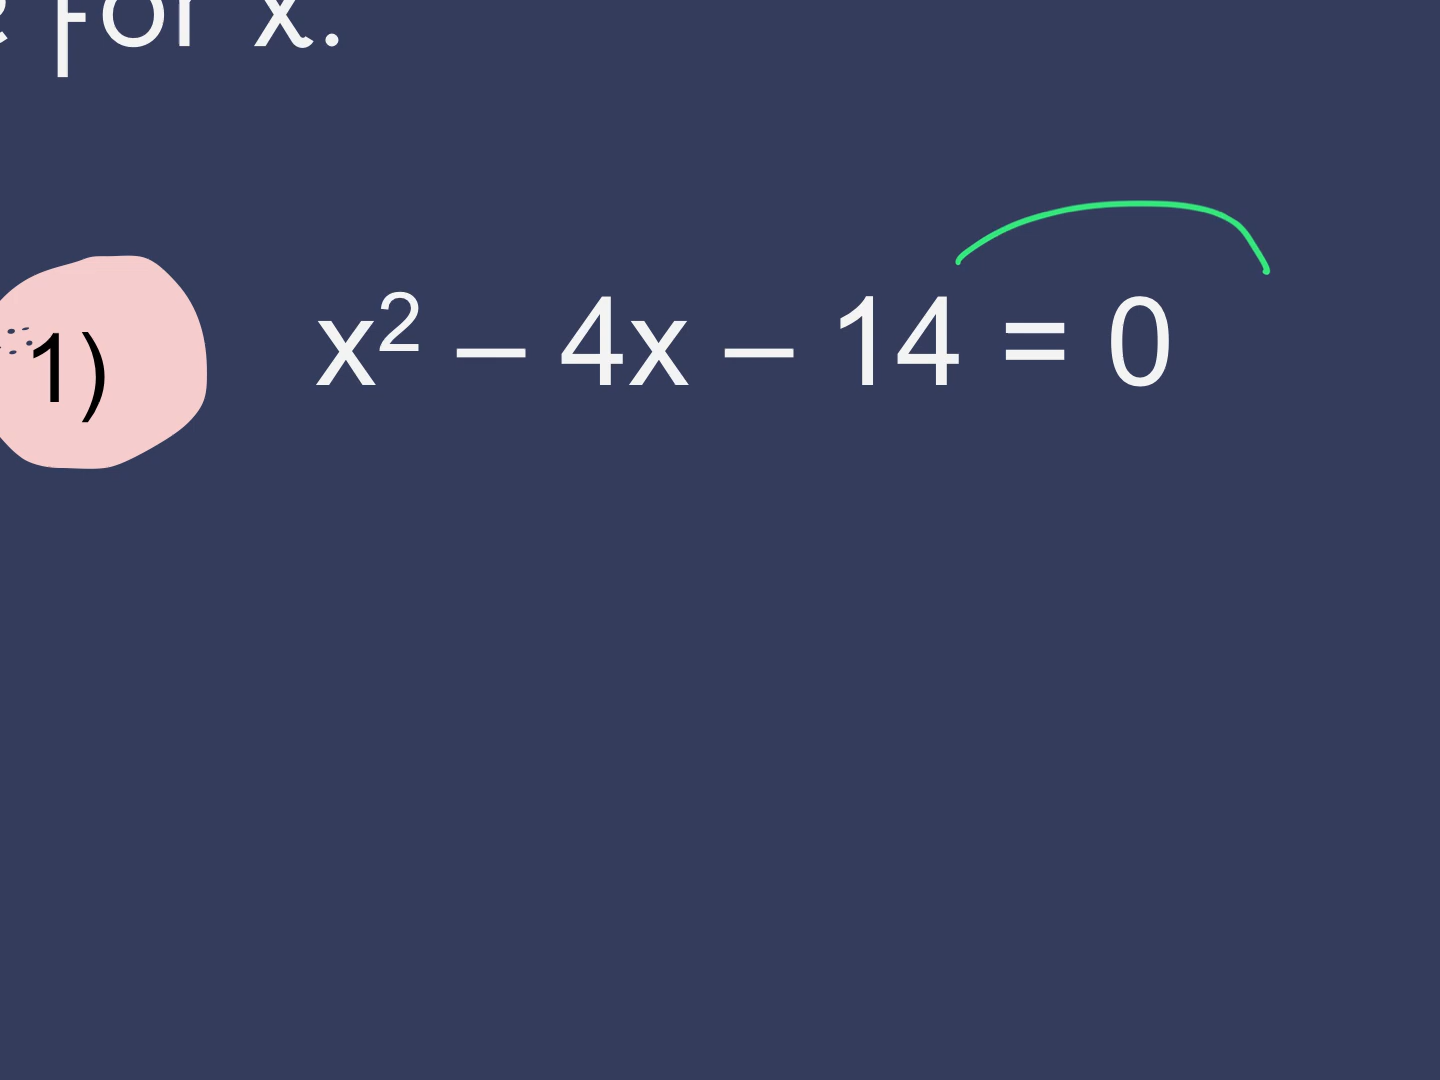 for x.
1) x² – 4x – 14 = 0